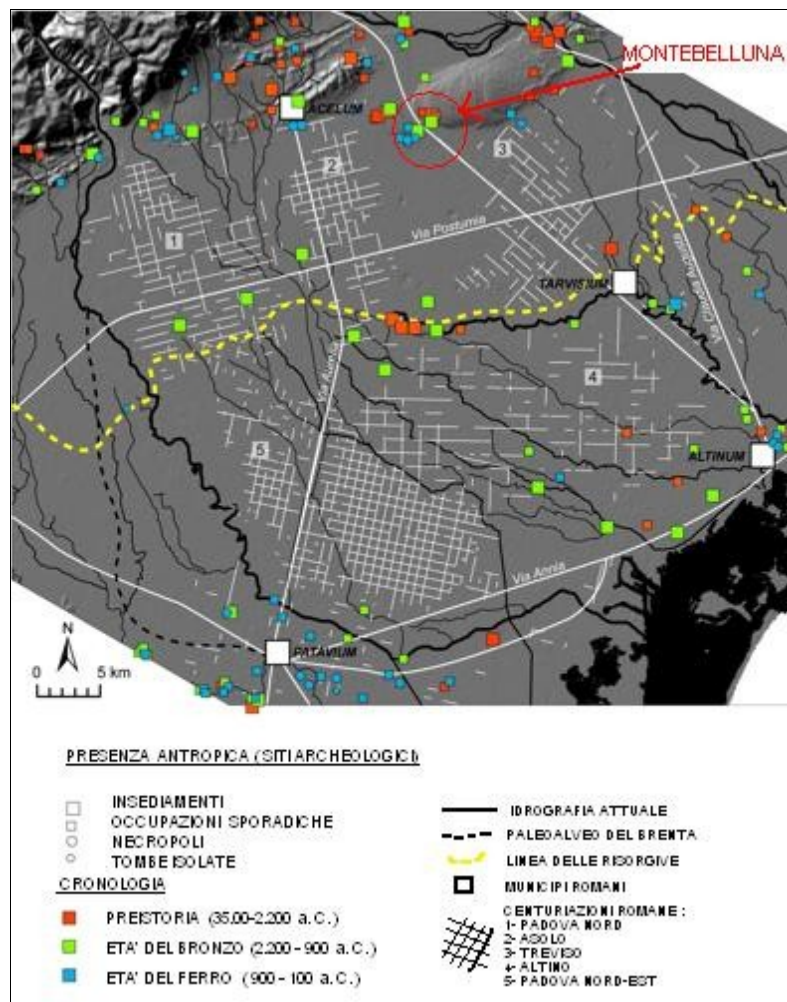 MONTEBELLUNA
ACELUM
3
2
1
Via Postumia
TARVISIUM
Via Claudia Augusta
Via Aurelia
4
5
ALTINUM
Via Annia
N
PATAVIUM
0 5 km
PRESENZA ANTROPICA (SITI ARCHEOLOGICI)
INSEDIAMENTI
OCCUPAZIONI SPORADICHE
NECROPOLI
TOMBE ISOLATE
CRONOLOGIA
PREISTORIA (35.00-2.200 a.C.)
ETA' DEL BRONZO (2.200 - 900 a.C.)
ETA' DEL FERRO (900 - 100 a.C.)
IDROGRAFIA ATTUALE
PALEOALVEO DEL BRENTA
LINEA DELLE RISORGIVE
MUNICIPI ROMANI
CENTURIAZIONI ROMANE :
1- PADOVA NORD
2- ASOLO
3- TREVISO
4- ALTINO
5- PADOVA NORD-EST